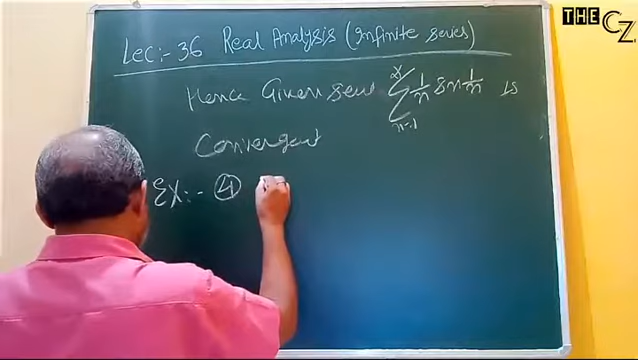 THE CZ
Lec:- 36 Real Analysis (Infinite series)
Hence Given series ∞ Σ n=1 1/n sin 1/n is
Convergent
EX:- ④